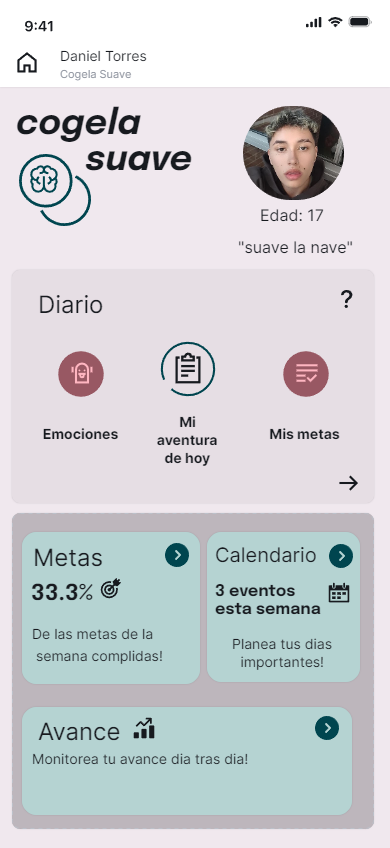 9:41
Daniel Torres
Cogela Suave
cogela
suave
Edad: 17
"suave la nave"
Diario
?
Emociones
Mi
aventura
de hoy
Mis metas
Metas
33.3%
De las metas de la
semana complidas!
Calendario
3 eventos
esta semana
Planea tus dias
importantes!
Avance
Monitorea tu avance dia tras dia!